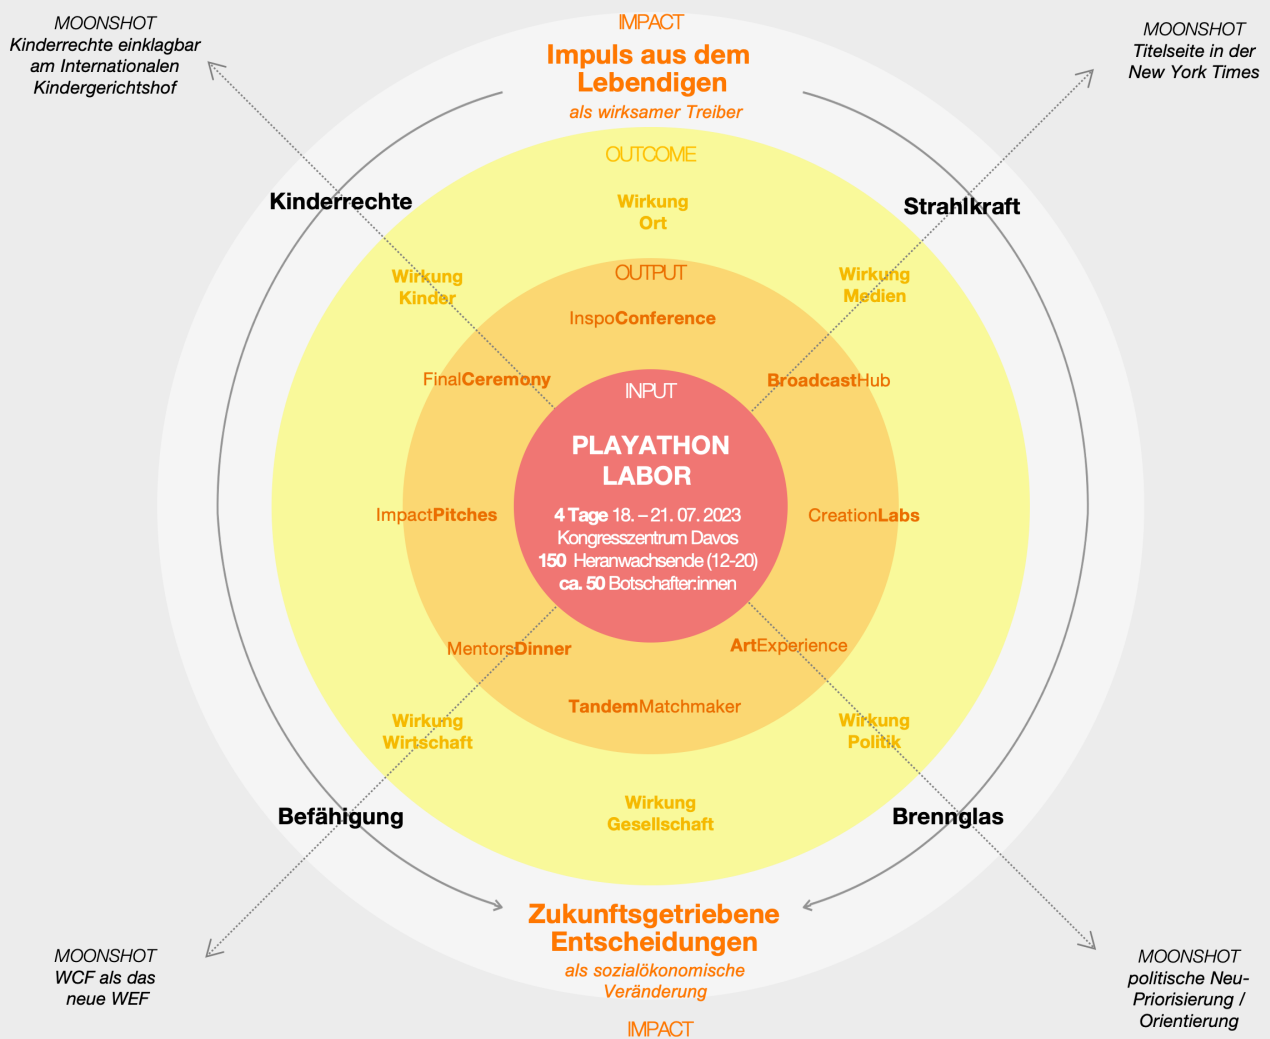 MOONSHOT
Kinderrechte einklagbar
am Internationalen
Kindergerichtshof
IMPACT
Impuls aus dem
Lebendigen
als wirksamer Treiber
MOONSHOT
Titelseite in der
New York Times
OUTCOME
Kinderrechte
Wirkung
Ort
Strahlkraft
Wirkung
Kinder
OUTPUT
Wirkung
Medien
InspoConference
FinalCeremony
BroadcastHub
INPUT
PLAYATHON
LABOR
4 Tage 18. – 21. 07. 2023
Kongresszentrum Davos
150 Heranwachsende (12-20)
ca. 50 Botschafter:innen
ImpactPitches
CreationLabs
MentorsDinner
ArtExperience
TandemMatchmaker
Wirkung
Wirtschaft
Wirkung
Politik
Wirkung
Gesellschaft
Befähigung
Brennglas
Zukunftsgetriebene
Entscheidungen
als sozialökonomische
Veränderung
IMPACT
MOONSHOT
WCF als das
neue WEF
MOONSHOT
politische Neu-
Priorisierung /
Orientierung